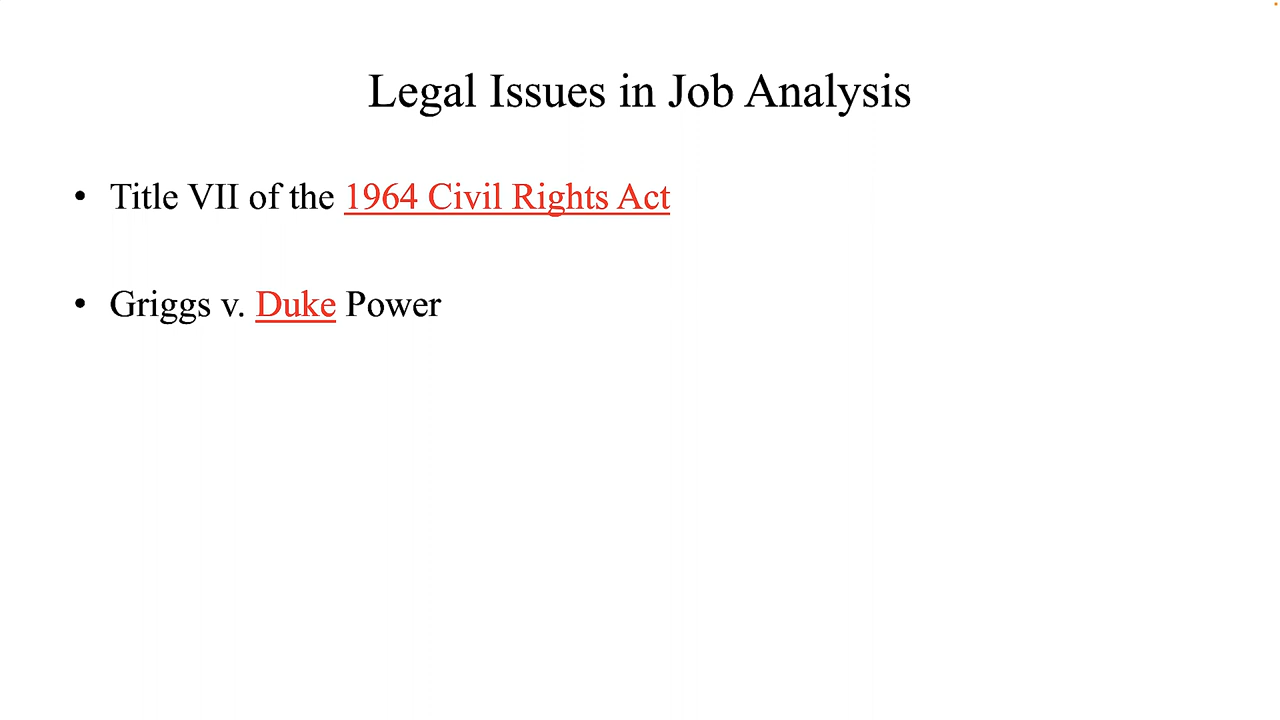 Legal Issues in Job Analysis
• Title VII of the 1964 Civil Rights Act
• Griggs v. Duke Power